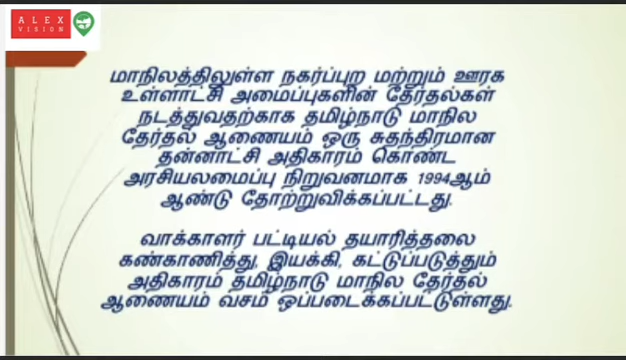 ALEX
VISION
மாநிலத்திலுள்ள நகர்ப்புற மற்றும் ஊரக
உள்ளாட்சி அமைப்புகளின் தேர்தல்கள்
நடத்துவதற்காக தமிழ்நாடு மாநில
தேர்தல் ஆணையம் ஒரு சுதந்திரமான
தன்னாட்சி அதிகாரம் கொண்ட
அரசியலமைப்பு நிறுவனமாக 1994ஆம்
ஆண்டு தோற்றுவிக்கப்பட்டது.
வாக்காளர் பட்டியல் தயாரித்தலை
கண்காணித்து, இயக்கி, கட்டுப்படுத்தும்
அதிகாரம் தமிழ்நாடு மாநில தேர்தல்
ஆணையம் வசம் ஒப்படைக்கப்பட்டுள்ளது.